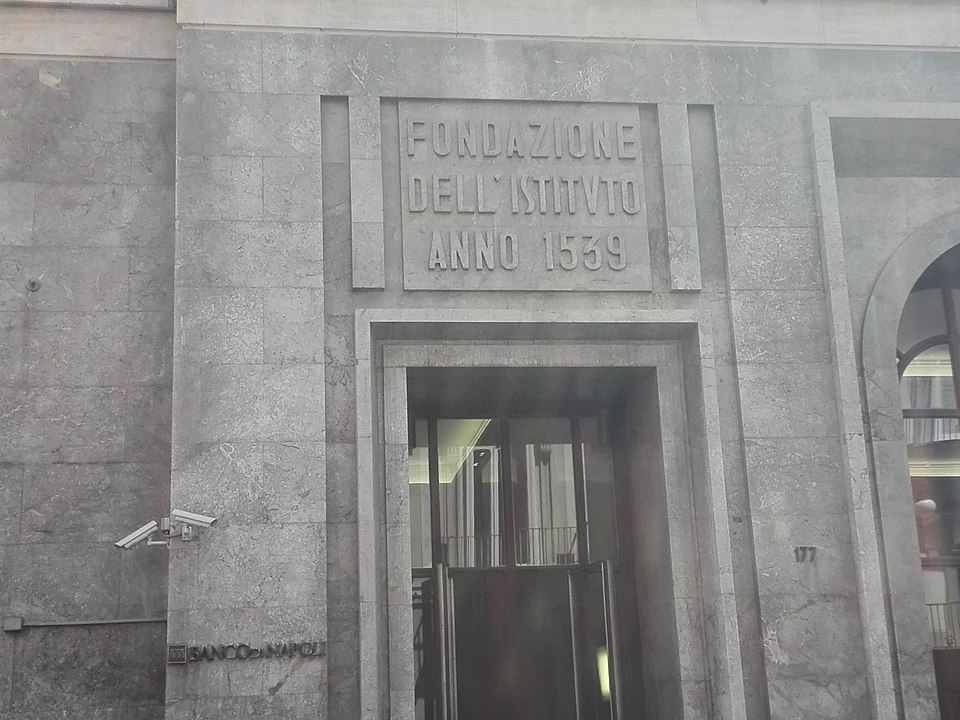 FONDAZIONE
DELL'ISTITVTO
ANNO 1539
177
BANCO DI NAPOLI